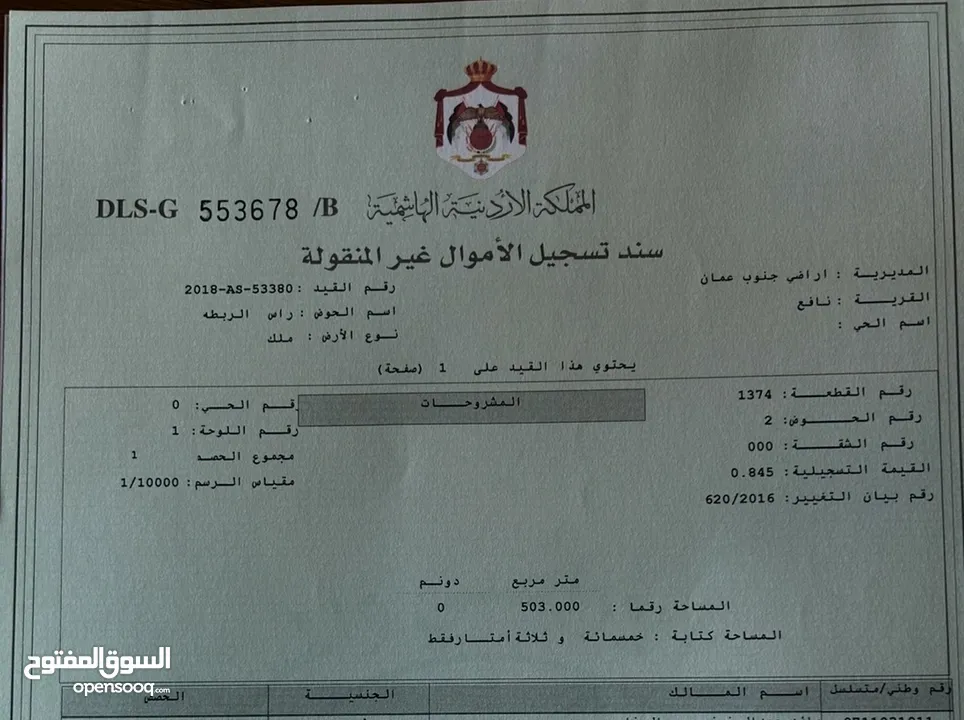 المملكة الأردنية الهاشمية
DLS-G 553678 /B
سند تسجيل الأموال غير المنقولة
المديرية : اراضي جنوب عمان
رقم القيد : 2018-AS-53380
القرية : نافع
اسم الحوض : راس الربطه
اسم الحي :
نوع الأرض : ملك
يحتوي هذا القيد على 1 (صفحة)
رقم القطعة: 1374
المشروحات
رقم الحي: 0
رقم الحوض: 2
رقم اللوحة: 1
رقم الشقة: 000
مجموع الحصه 1
القيمة التسجيلية: 0.845
مقياس الرسم: 1/10000
رقم بيان التغيير: 620/2016
متر مربع دونم
المساحة رقما : 503.000 0
المساحة كتابة : خمسمائة و ثلاثة أمتار فقط
رقم وطني/متسلسل اسم المالك الجنسية الحصص
السوق المفتوح
opensooq.com